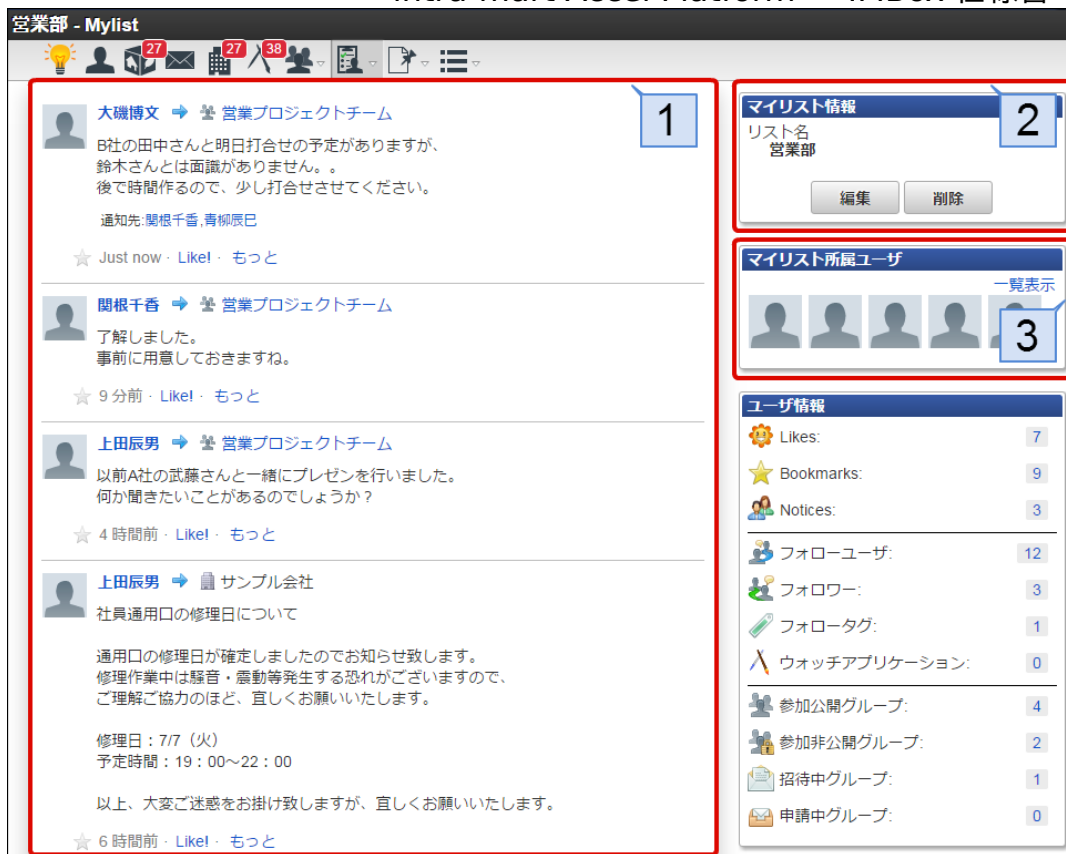 営業部 - Mylist
27
27
38
大磯博文 営業プロジェクトチーム
B社の田中さんと明日打合せの予定がありますが、
鈴木さんとは面識がありません。。
後で時間作るので、少し打合せさせてください。
通知先:関根千香,青柳辰巳
Just now · Like! · もっと
関根千香 営業プロジェクトチーム
了解しました。
事前に用意しておきますね。
9 分前 · Like! · もっと
上田辰男 営業プロジェクトチーム
以前A社の武藤さんと一緒にプレゼンを行いました。
何か聞きたいことがあるのでしょうか？
4 時間前 · Like! · もっと
上田辰男 サンプル会社
社員通用口の修理日について
通用口の修理日が確定しましたのでお知らせ致します。
修理作業中は騒音・震動等発生する恐れがございますので、
ご理解ご協力のほど、宜しくお願いいたします。
修理日：7/7（火）
予定時間：19：00～22：00
以上、大変ご迷惑をお掛け致しますが、宜しくお願いいたします。
6 時間前 · Like! · もっと
1
マイリスト情報
2
リスト名
営業部
編集 削除
マイリスト所属ユーザ
一覧表示
3
ユーザ情報
Likes: 7
Bookmarks: 9
Notices: 3
フォローユーザ: 12
フォロワー: 3
フォロータグ: 1
ウォッチアプリケーション: 0
参加公開グループ: 4
参加非公開グループ: 2
招待中グループ: 1
申請中グループ: 0